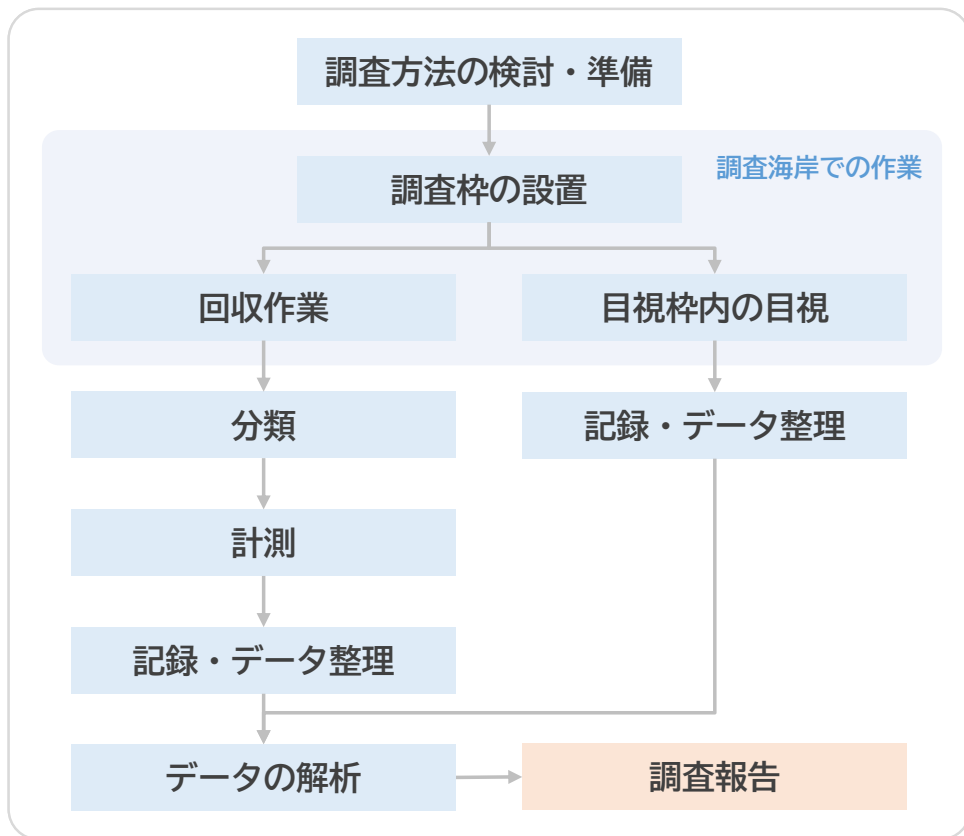 調査方法の検討・準備
調査海岸での作業
調査枠の設置
回収作業
目視枠内の目視
分類
記録・データ整理
計測
記録・データ整理
データの解析
調査報告